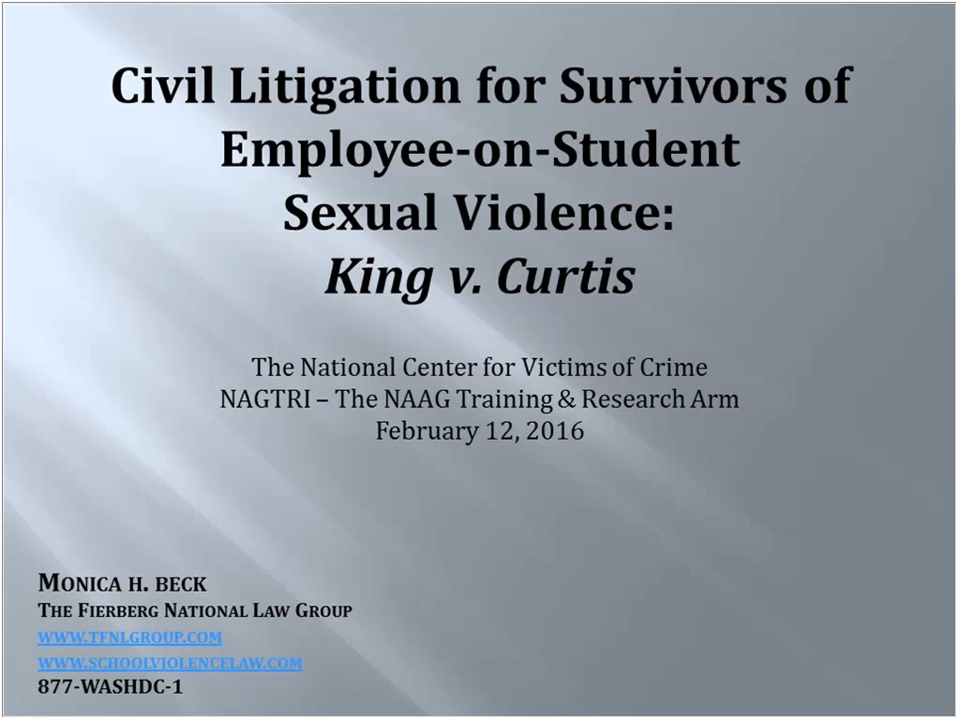 Civil Litigation for Survivors of
Employee-on-Student
Sexual Violence:
King v. Curtis
The National Center for Victims of Crime
NAGTRI – The NAAG Training & Research Arm
February 12, 2016
MONICA H. BECK
THE FIERBERG NATIONAL LAW GROUP
WWW.TFNLGROUP.COM
WWW.SCHOOLVIOLENCELAW.COM
877-WASHDC-1